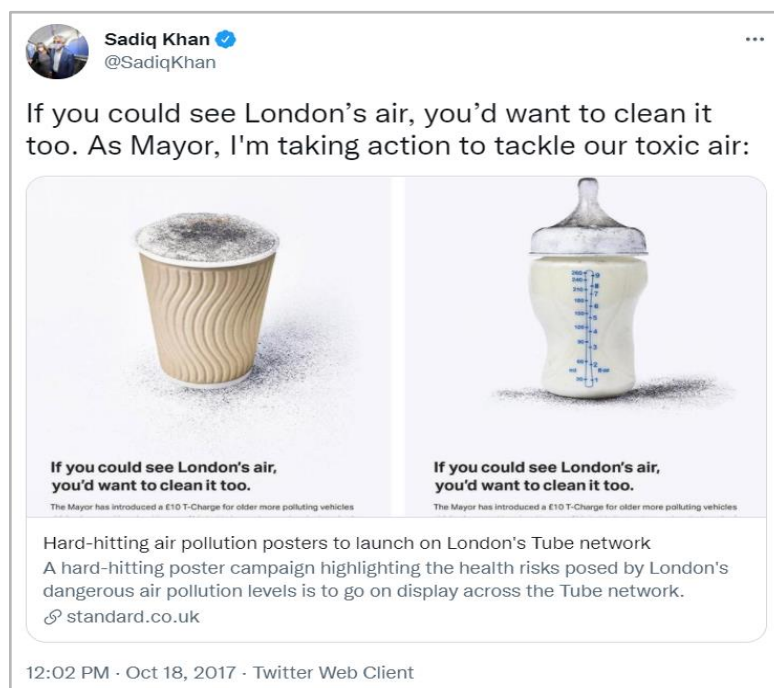 Sadiq Khan
@SadiqKhan
If you could see London’s air, you’d want to clean it
too. As Mayor, I'm taking action to tackle our toxic air:
If you could see London's air,
you'd want to clean it too.
The Mayor has introduced a £10 T-Charge for older more polluting vehicles
If you could see London's air,
you'd want to clean it too.
The Mayor has introduced a £10 T-Charge for older more polluting vehicles
Hard-hitting air pollution posters to launch on London's Tube network
A hard-hitting poster campaign highlighting the health risks posed by London's
dangerous air pollution levels is to go on display across the Tube network.
standard.co.uk
12:02 PM · Oct 18, 2017 · Twitter Web Client